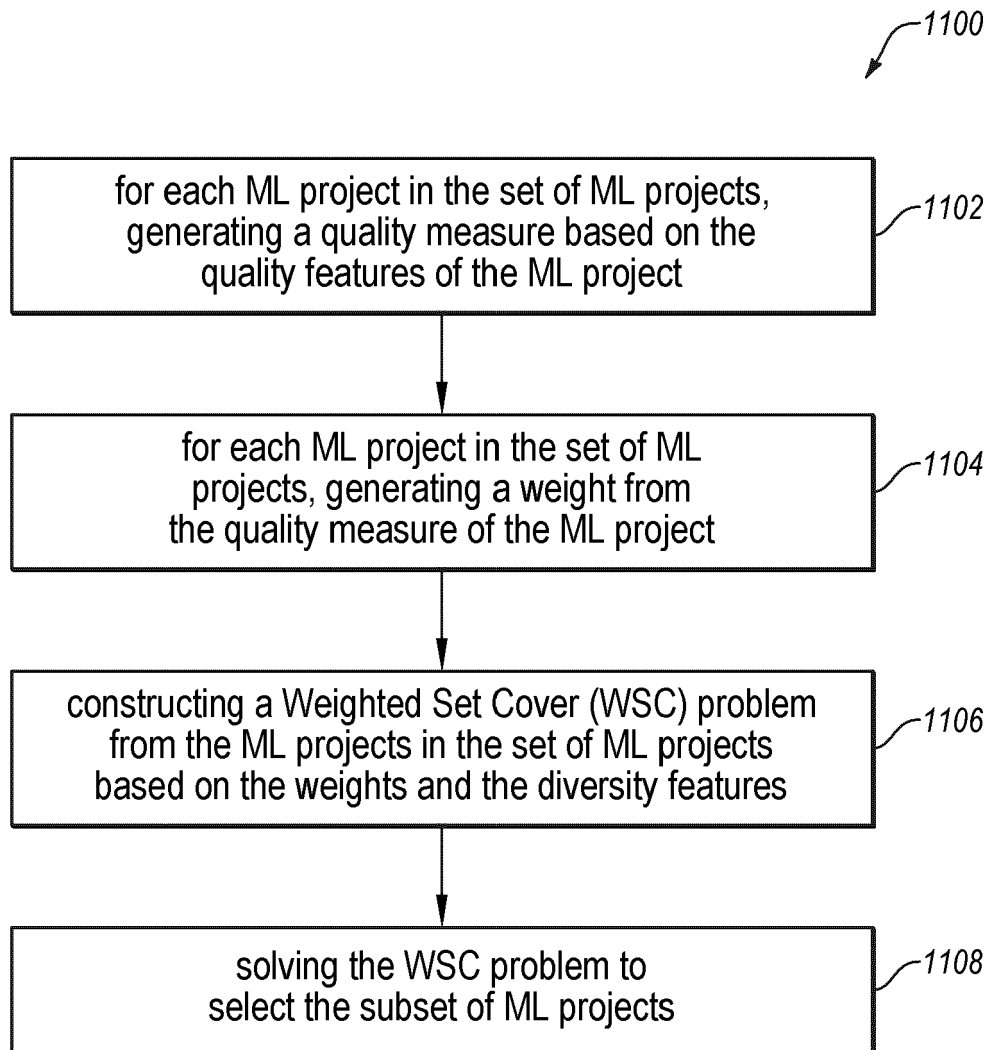 1100
for each ML project in the set of ML projects,
generating a quality measure based on the
quality features of the ML project
1102
for each ML project in the set of ML
projects, generating a weight from
the quality measure of the ML project
1104
constructing a Weighted Set Cover (WSC) problem
from the ML projects in the set of ML projects
based on the weights and the diversity features
1106
solving the WSC problem to
select the subset of ML projects
1108